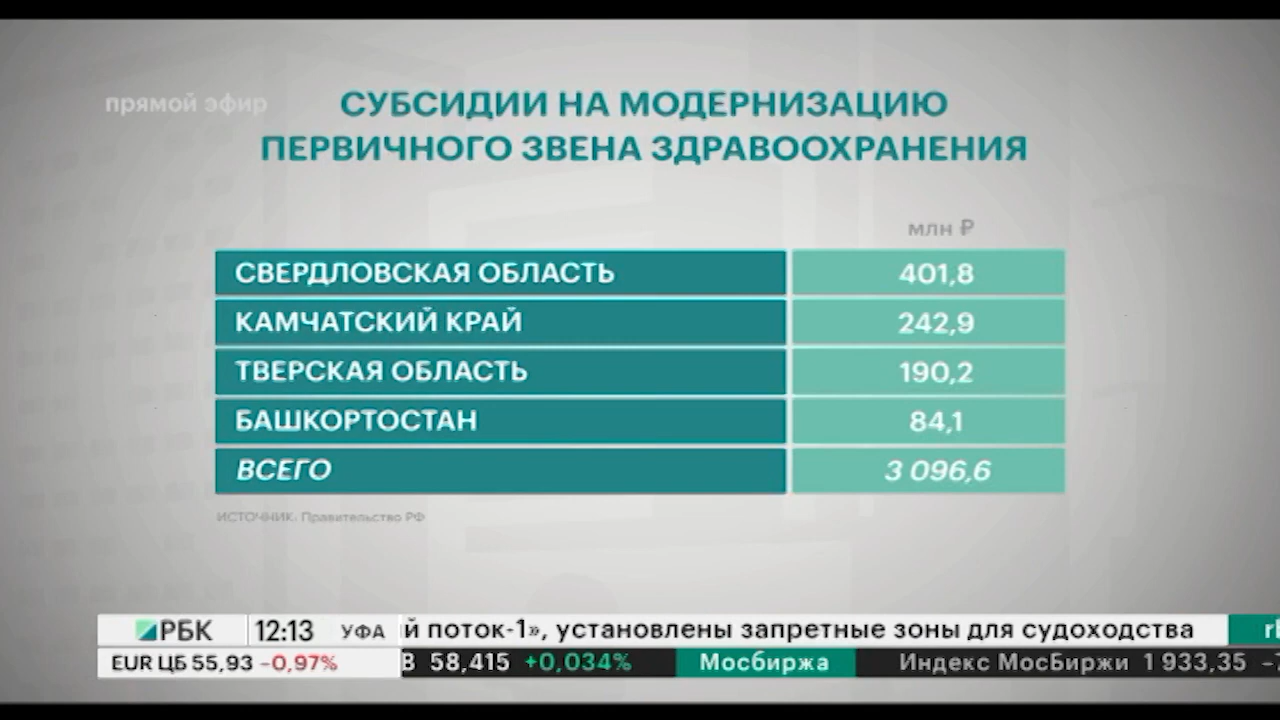 прямой эфир
СУБСИДИИ НА МОДЕРНИЗАЦИЮ
ПЕРВИЧНОГО ЗВЕНА ЗДРАВООХРАНЕНИЯ
млн ₽
СВЕРДЛОВСКАЯ ОБЛАСТЬ 401,8
КАМЧАТСКИЙ КРАЙ 242,9
ТВЕРСКАЯ ОБЛАСТЬ 190,2
БАШКОРТОСТАН 84,1
ВСЕГО 3 096,6
ИСТОЧНИК: Правительство РФ
РБК 12:13 УФА й поток-1», установлены запретные зоны для судоходства
EUR ЦБ 55,93 -0,97% В 58,415 +0,034% Мосбиржа Индекс МосБиржи 1 933,35